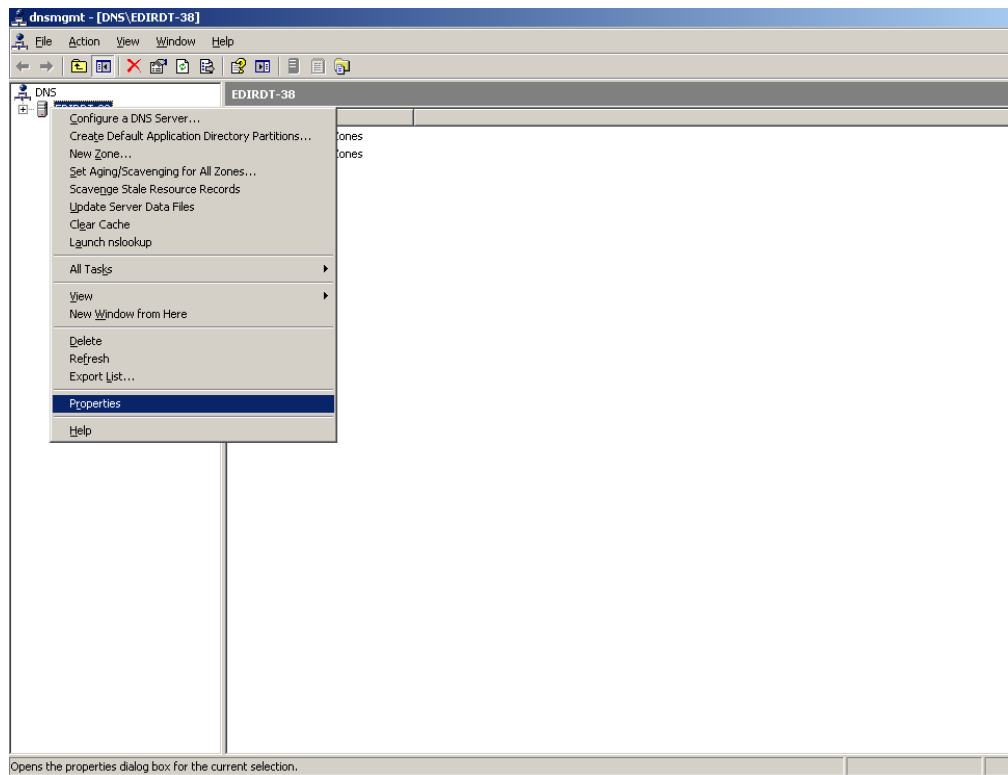 dnsmgmt - [DNS\EDIRDT-38]
File Action View Window Help
DNS
EDIRDT-38
Configure a DNS Server...
Create Default Application Directory Partitions...
New Zone...
Set Aging/Scavenging for All Zones...
Scavenge Stale Resource Records
Update Server Data Files
Clear Cache
Launch nslookup
All Tasks
View
New Window from Here
Delete
Refresh
Export List...
Properties
Help
Opens the properties dialog box for the current selection.